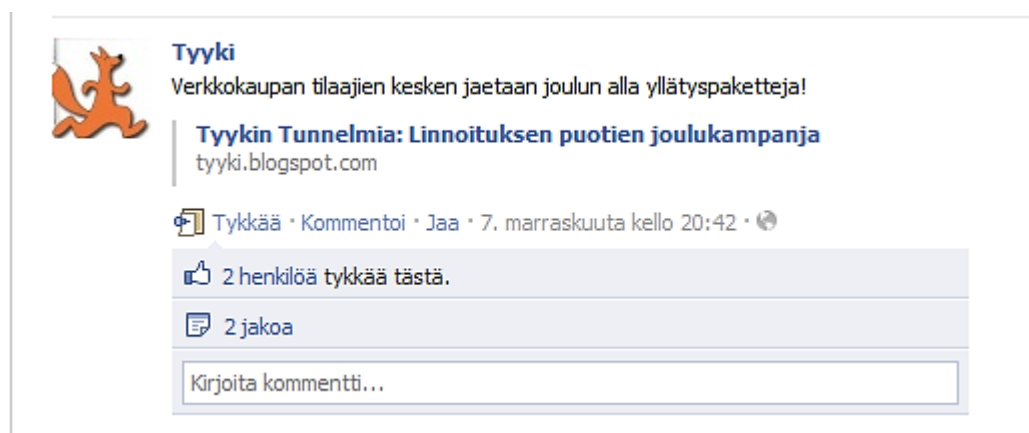 Tyyki
Verkkokaupan tilaajien kesken jaetaan joulun alla yllätyspaketteja!
Tyykin Tunnelmia: Linnoituksen puotien joulukampanja
tyyki.blogspot.com
Tykkää · Kommentoi · Jaa · 7. marraskuuta kello 20:42 ·
2 henkilöä tykkää tästä.
2 jakoa
Kirjoita kommentti...